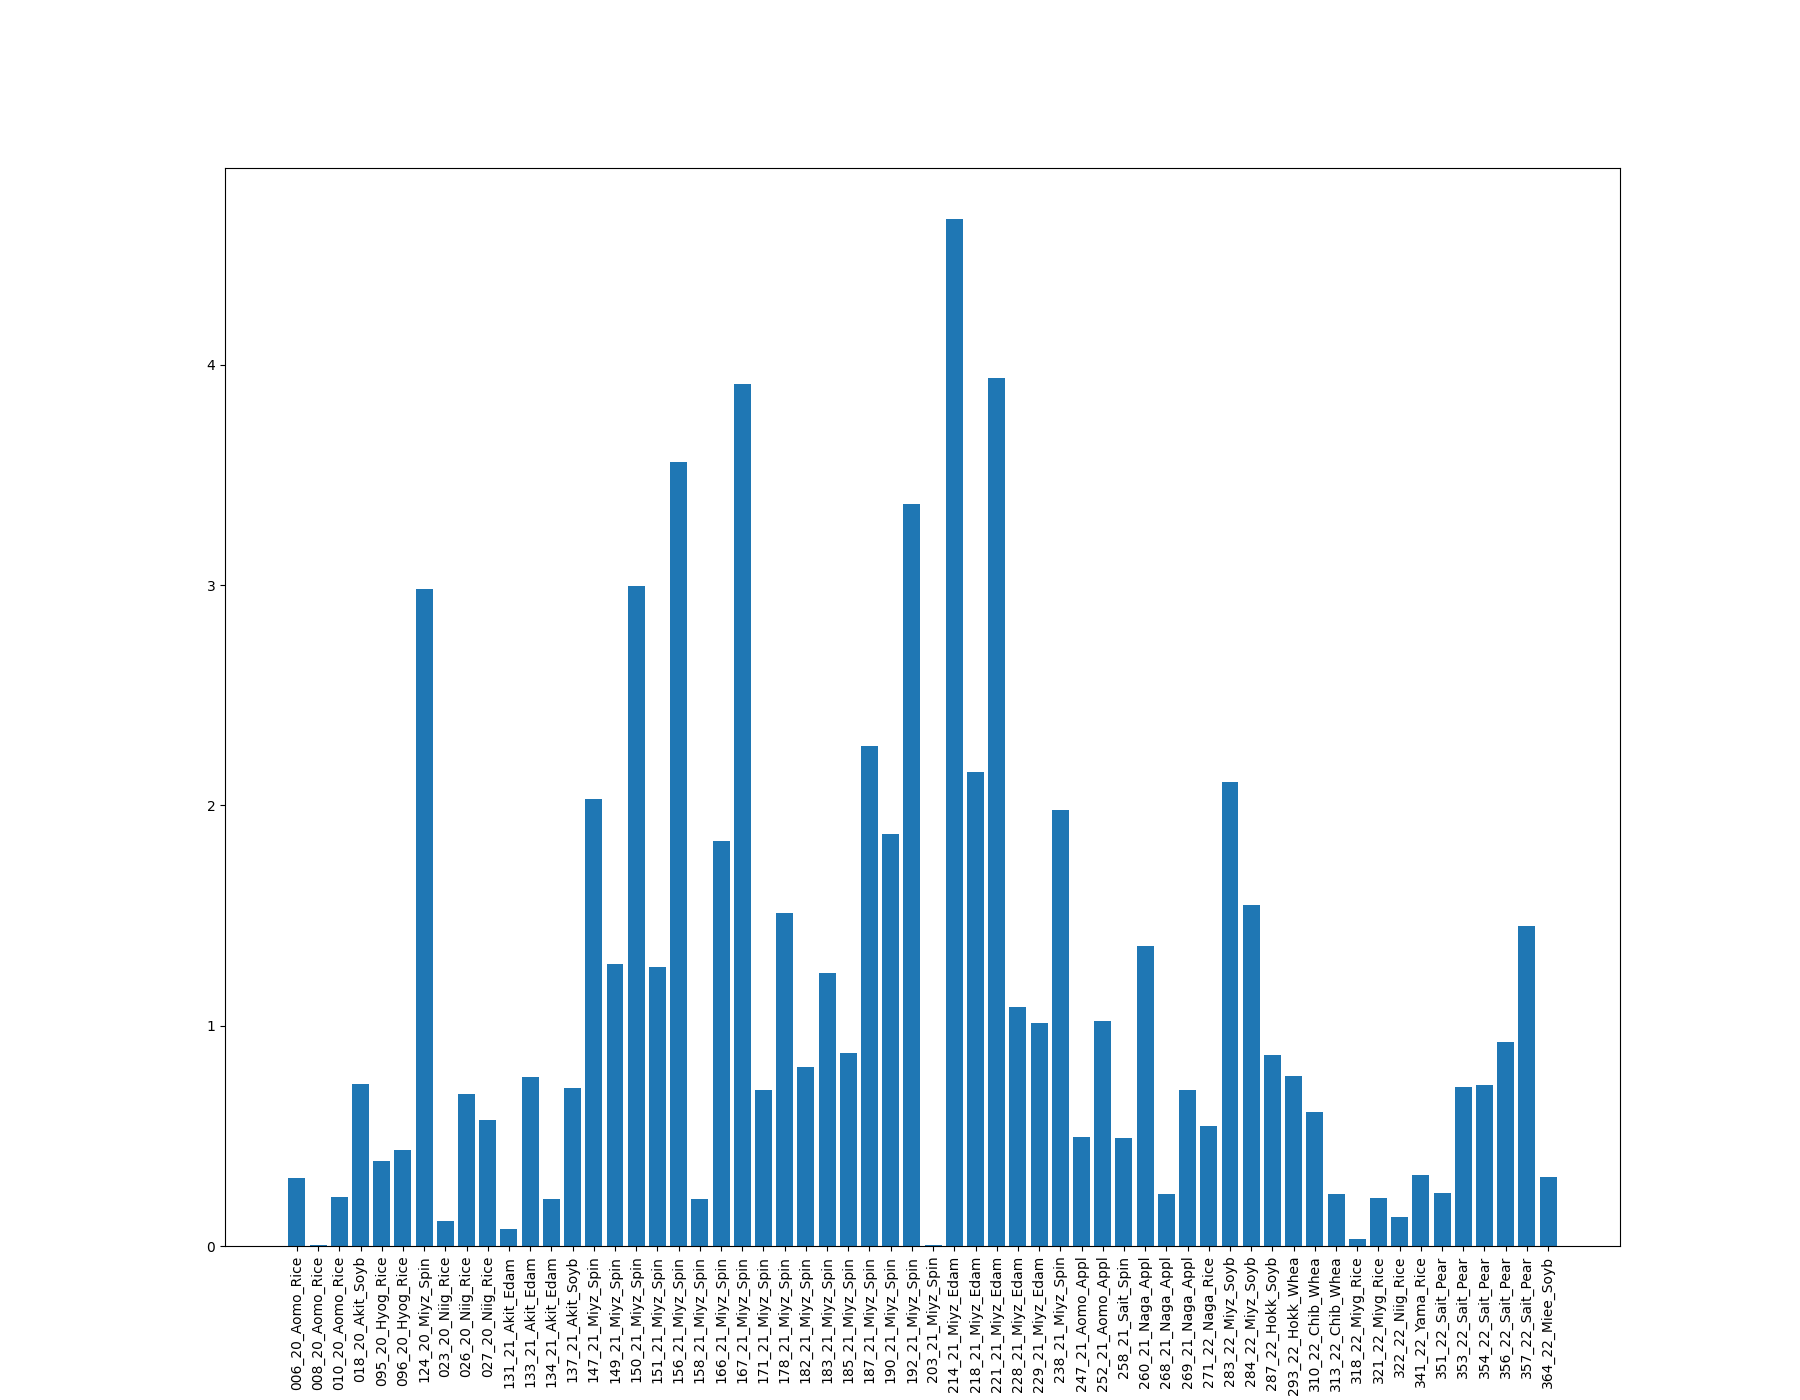 4
3
2
1
0
006_20_Aomo_Rice
008_20_Aomo_Rice
010_20_Aomo_Rice
018_20_Akit_Soyb
095_20_Hyog_Rice
096_20_Hyog_Rice
124_20_Miyz_Spin
023_20_Niig_Rice
026_20_Niig_Rice
027_20_Niig_Rice
131_21_Akit_Edam
133_21_Akit_Edam
134_21_Akit_Edam
137_21_Akit_Soyb
147_21_Miyz_Spin
149_21_Miyz_Spin
150_21_Miyz_Spin
151_21_Miyz_Spin
156_21_Miyz_Spin
158_21_Miyz_Spin
166_21_Miyz_Spin
167_21_Miyz_Spin
171_21_Miyz_Spin
178_21_Miyz_Spin
182_21_Miyz_Spin
183_21_Miyz_Spin
185_21_Miyz_Spin
187_21_Miyz_Spin
190_21_Miyz_Spin
192_21_Miyz_Spin
203_21_Miyz_Spin
214_21_Miyz_Edam
218_21_Miyz_Edam
221_21_Miyz_Edam
228_21_Miyz_Edam
229_21_Miyz_Edam
238_21_Miyz_Spin
247_21_Aomo_Appl
252_21_Aomo_Appl
258_21_Sait_Spin
260_21_Naga_Appl
268_21_Naga_Appl
269_21_Naga_Appl
271_22_Naga_Rice
283_22_Miyz_Soyb
284_22_Miyz_Soyb
287_22_Hokk_Soyb
293_22_Hokk_Whea
310_22_Chib_Whea
313_22_Chib_Whea
318_22_Miyg_Rice
321_22_Miyg_Rice
322_22_Niig_Rice
341_22_Yama_Rice
351_22_Sait_Pear
353_22_Sait_Pear
354_22_Sait_Pear
356_22_Sait_Pear
357_22_Sait_Pear
364_22_Miee_Soyb